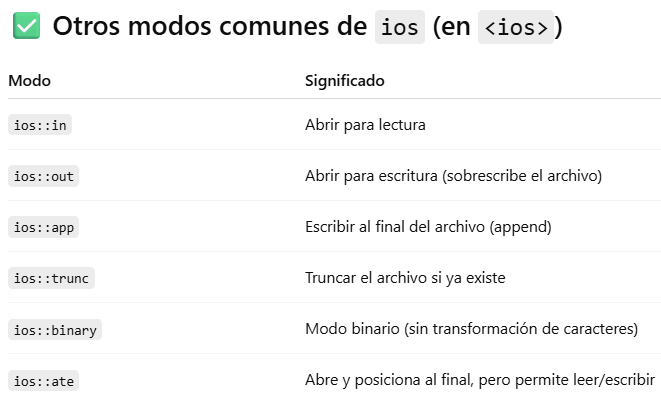 ✅ Otros modos comunes de ios (en <ios>)
Modo Significado
ios::in Abrir para lectura
ios::out Abrir para escritura (sobrescribe el archivo)
ios::app Escribir al final del archivo (append)
ios::trunc Truncar el archivo si ya existe
ios::binary Modo binario (sin transformación de caracteres)
ios::ate Abre y posiciona al final, pero permite leer/escribir